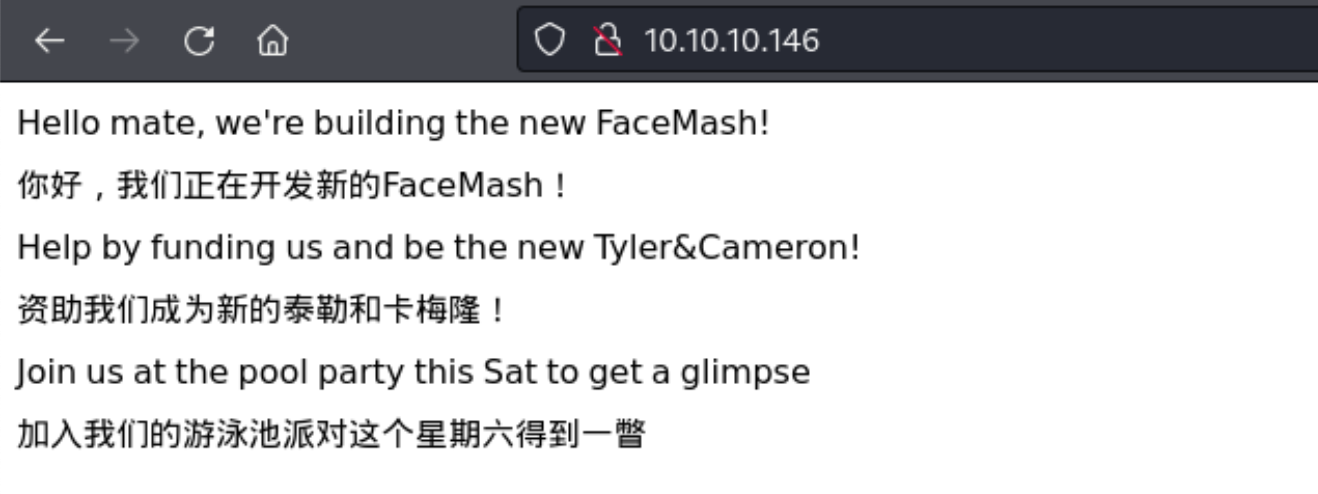 10.10.10.146
Hello mate, we're building the new FaceMash!
你好，我们正在开发新的FaceMash！
Help by funding us and be the new Tyler&Cameron!
资助我们成为新的泰勒和卡梅隆！
Join us at the pool party this Sat to get a glimpse
加入我们的游泳池派对这个星期六得到一瞥